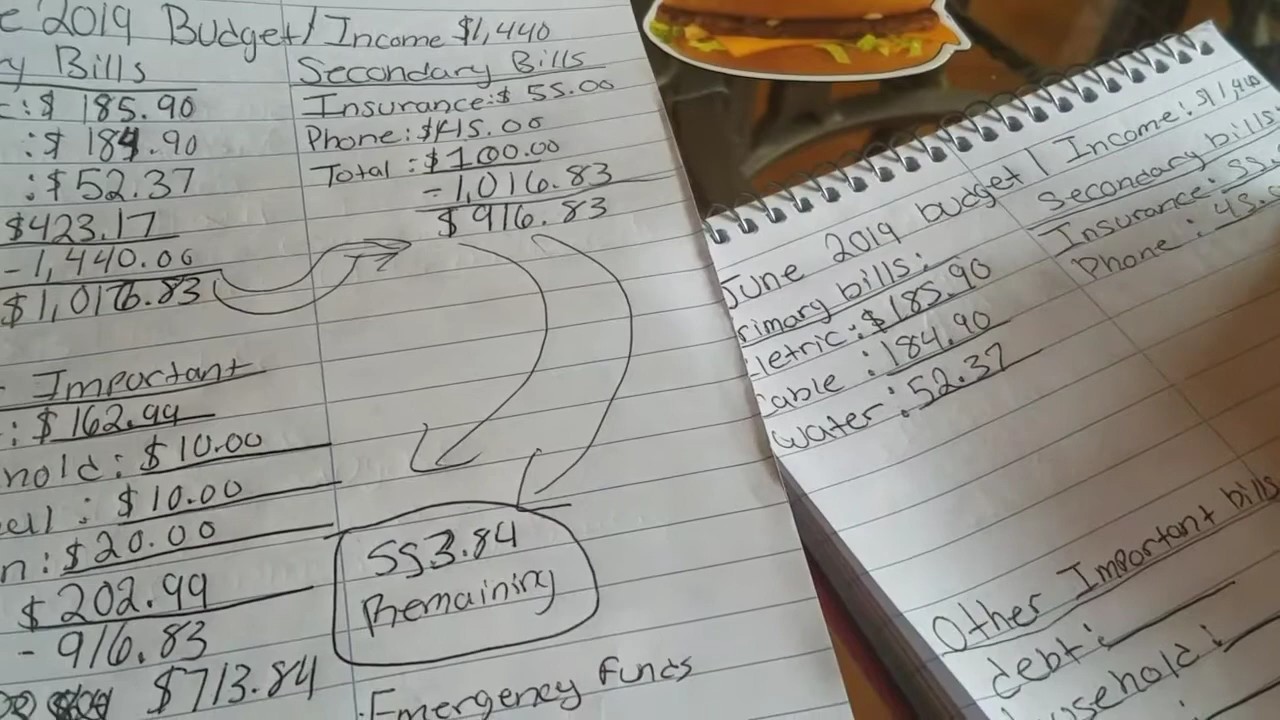 2019 Budget/Income $1,440
Bills
: $ 185.90
: $ 184.90
: $ 52.37
$423.17
- 1,440.00
$1,016.83
Secondary Bills
Insurance: $ 55.00
Phone: $45.00
Total: $100.00
- 1,016.83
$ 916.83
Important
: $162.99
hold: $10.00
ell: $10.00
n: $20.00
$202.99
- 916.83
$713.84
553.84
Remaining
Emergency Funds
June 2019 budget / Income: $1,440
rimary bills:
letric: $185.90
able: 184.90
Water: 52.37
Secondary bills:
Insurance: 55.
Phone: 45.
Other Important bills
debt:
usehold: